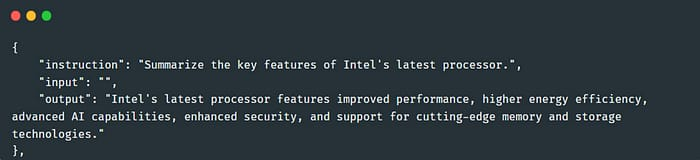 {
"instruction": "Summarize the key features of Intel's latest processor.",
"input": "",
"output": "Intel's latest processor features improved performance, higher energy efficiency,
advanced AI capabilities, enhanced security, and support for cutting-edge memory and storage
technologies."
},